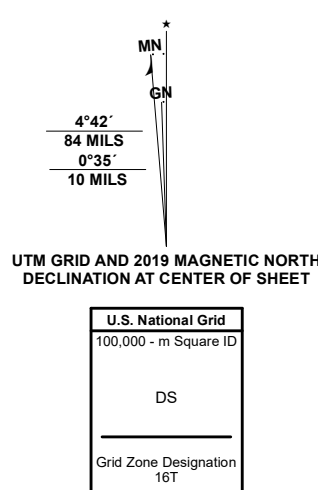 ★
MN
GN
4°42´
84 MILS
0°35´
10 MILS
UTM GRID AND 2019 MAGNETIC NORTH
DECLINATION AT CENTER OF SHEET
U.S. National Grid
100,000 - m Square ID
DS
Grid Zone Designation
16T